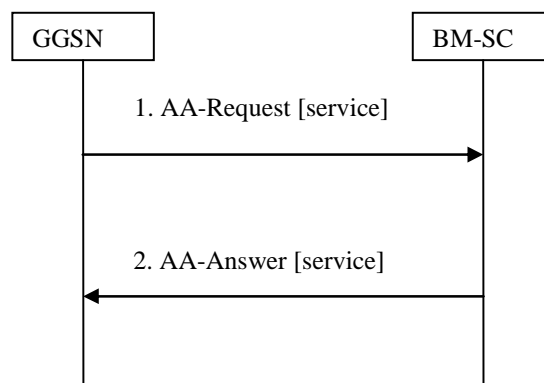 GGSN
BM-SC
1. AA-Request [service]
2. AA-Answer [service]